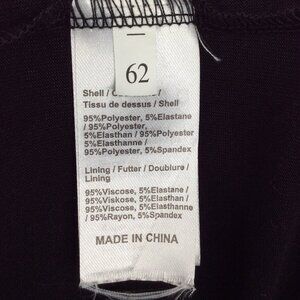 62
Shell /
Tissu de dessus / Shell
95%Polyester, 5%Elastane
/ 95%Polyester,
5%Elasthan / 95%Polyester
5%Elasthanne /
95%Polyester, 5%Spandex
Lining / Futter / Doublure /
Lining
95%Viscose, 5%Elastane /
95%Viskose, 5%Elasthan /
95%Viscose, 5%Elasthanne
/ 95%Rayon, 5%Spandex
MADE IN CHINA